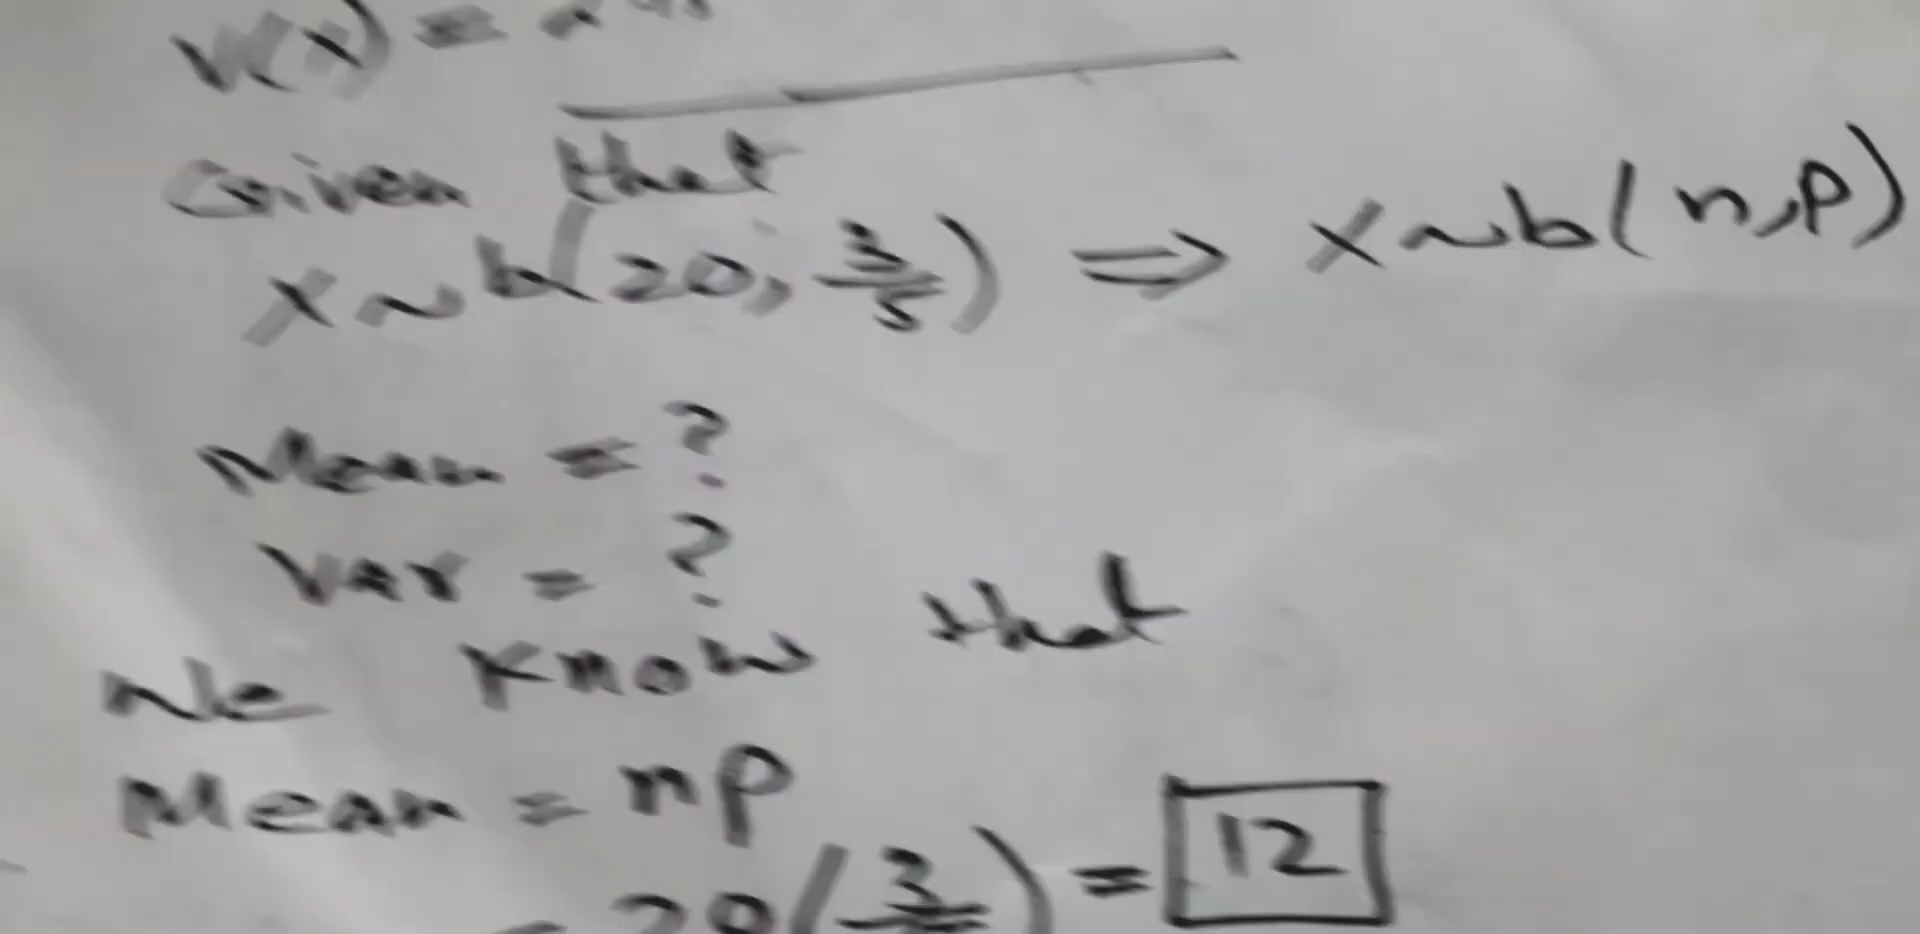 V(x) =
Given that
x~b(20, 3/5) ⇒ x~b(n,p)
Mean = ?
Var = ?
We know that
Mean = np
= 20(3/5) = 12